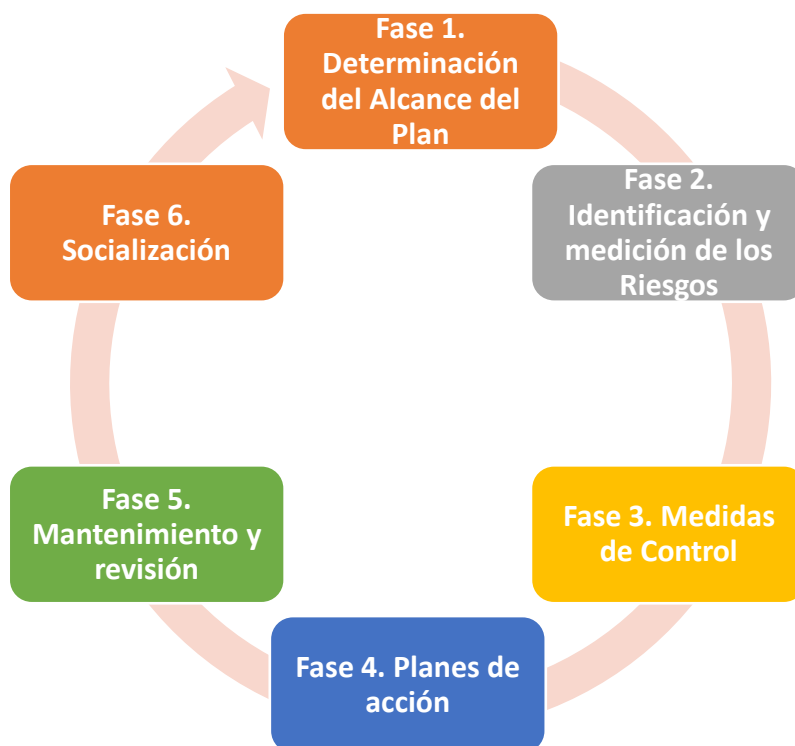 Fase 1.
Determinación
del Alcance del
Plan
Fase 2.
Identificación y
medición de los
Riesgos
Fase 3. Medidas
de Control
Fase 4. Planes de
acción
Fase 5.
Mantenimiento y
revisión
Fase 6.
Socialización